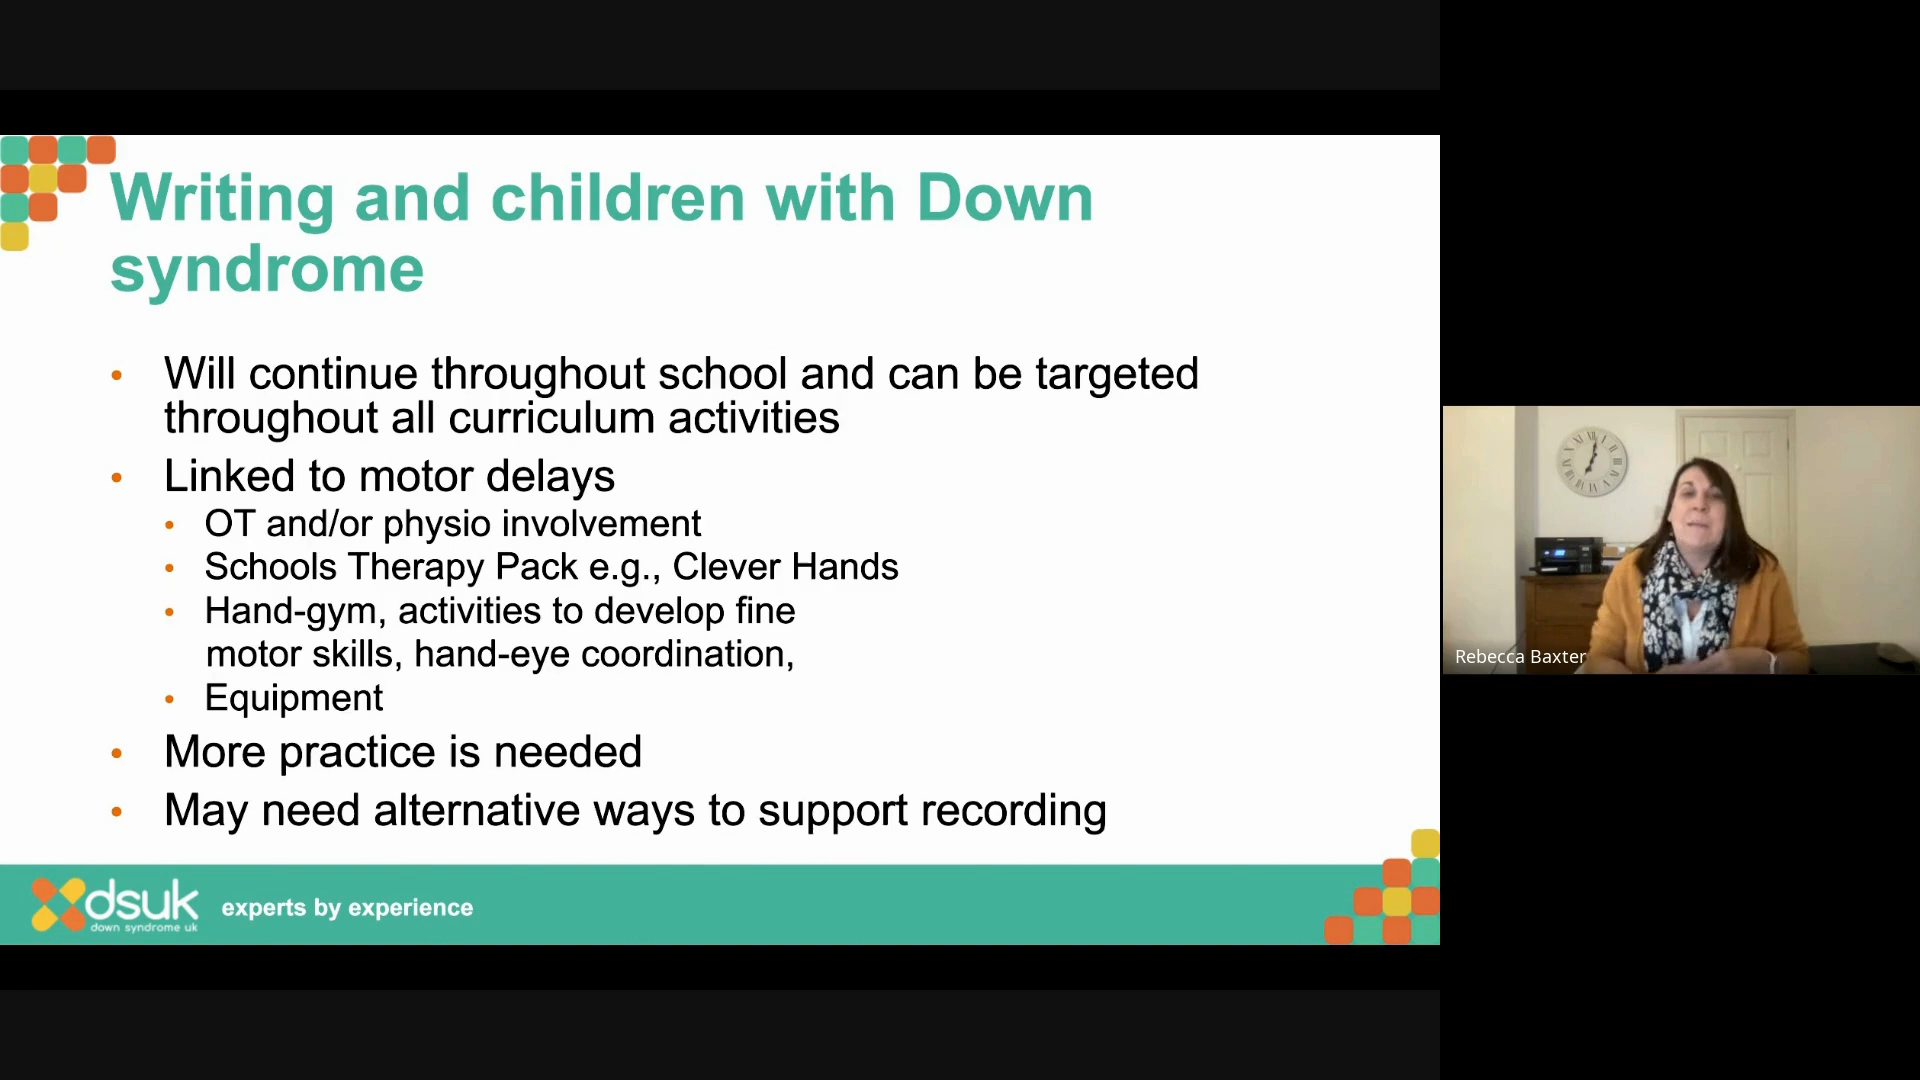 Writing and children with Down
syndrome
• Will continue throughout school and can be targeted
throughout all curriculum activities
• Linked to motor delays
• OT and/or physio involvement
• Schools Therapy Pack e.g., Clever Hands
• Hand-gym, activities to develop fine
motor skills, hand-eye coordination,
• Equipment
• More practice is needed
• May need alternative ways to support recording
dsuk
down syndrome uk
experts by experience
Rebecca Baxter